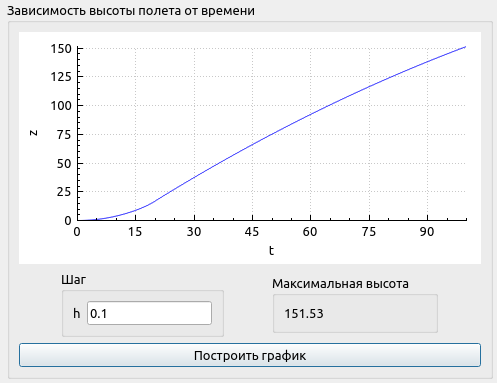 Зависимость высоты полета от времени
150
125
100
75
50
25
0
z
0 15 30 45 60 75 90
t
Шаг
h 0.1
Максимальная высота
151.53
Построить график